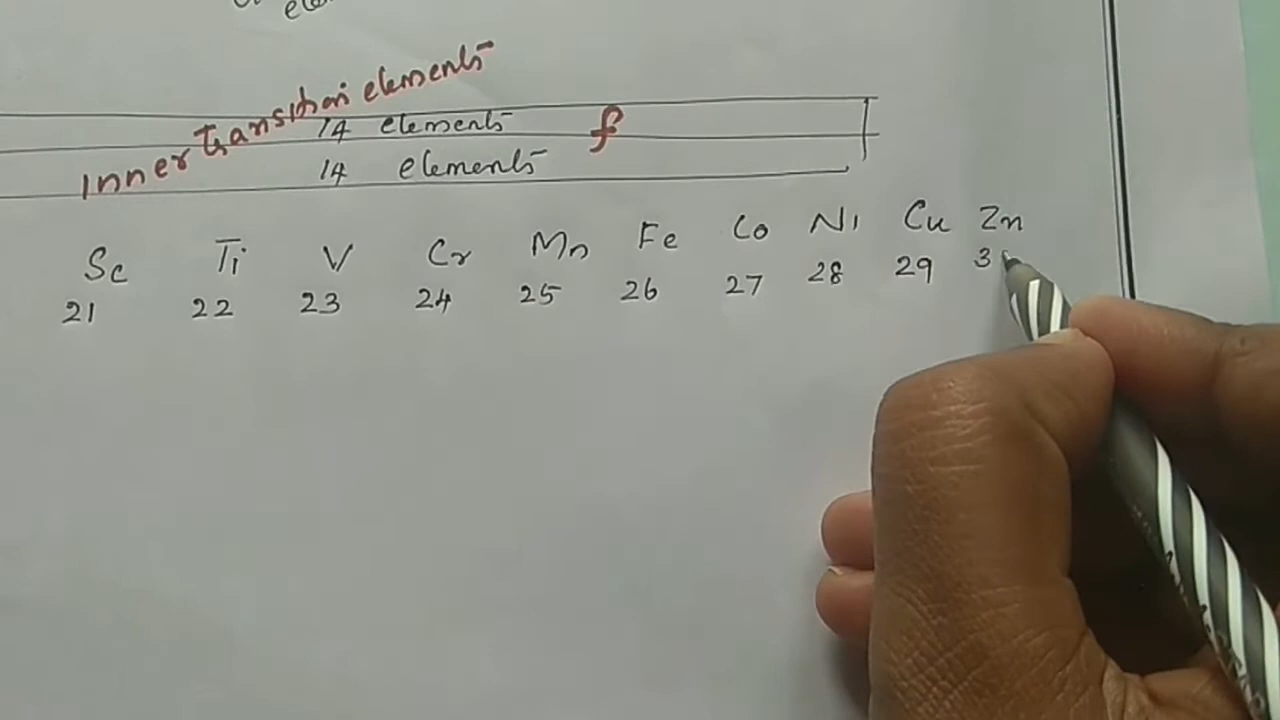 Inner transition elements
14 elements f
14 elements
Sc Ti V Cr Mn Fe Co Ni Cu Zn
21 22 23 24 25 26 27 28 29 3